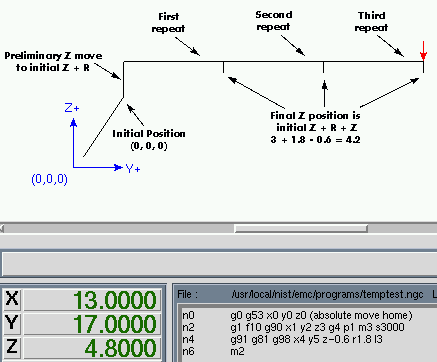 First
repeat
Second
repeat
Third
repeat
Preliminary Z move
to initial Z + R
Z+
Initial Position
(0, 0, 0)
Final Z position is
initial Z + R + Z
3 + 1.8 - 0.6 = 4.2
Y+
(0,0,0)
X 13.0000
Y 17.0000
Z 4.8000
File : /usr/local/nist/emc/programs/temptest.ngc L
n0 g0 g53 x0 y0 z0 (absolute move home)
n2 g1 f10 g90 x1 y2 z3 g4 p1 m3 s3000
n4 g91 g81 g98 x4 y5 z-0.6 r1.8 l3
n6 m2